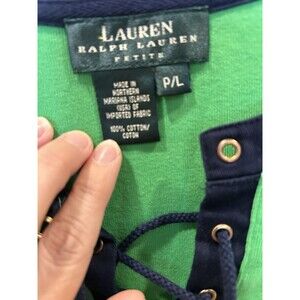 LAUREN
RALPH LAUREN
PETITE
P/L
MADE IN
NORTHERN
MARIANA ISLANDS
(USA) OF
IMPORTED FABRIC
100% COTTON/
COTON